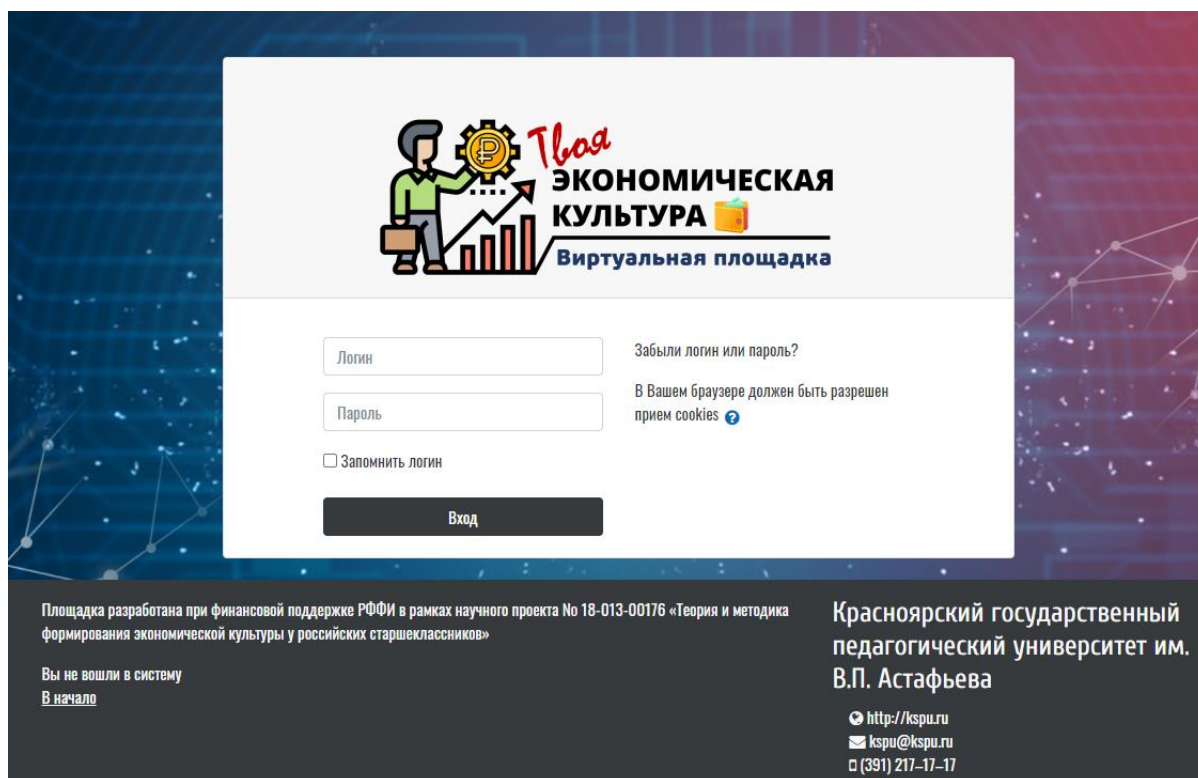 Твоя
ЭКОНОМИЧЕСКАЯ
КУЛЬТУРА
Виртуальная площадка
Логин
Пароль
Запомнить логин
Вход
Забыли логин или пароль?
В Вашем браузере должен быть разрешен
прием cookies
Площадка разработана при финансовой поддержке РФФИ в рамках научного проекта No 18-013-00176 «Теория и методика
формирования экономической культуры у российских старшеклассников»
Вы не вошли в систему
В начало
Красноярский государственный
педагогический университет им.
В.П. Астафьева
http://kspu.ru
kspu@kspu.ru
(391) 217–17–17